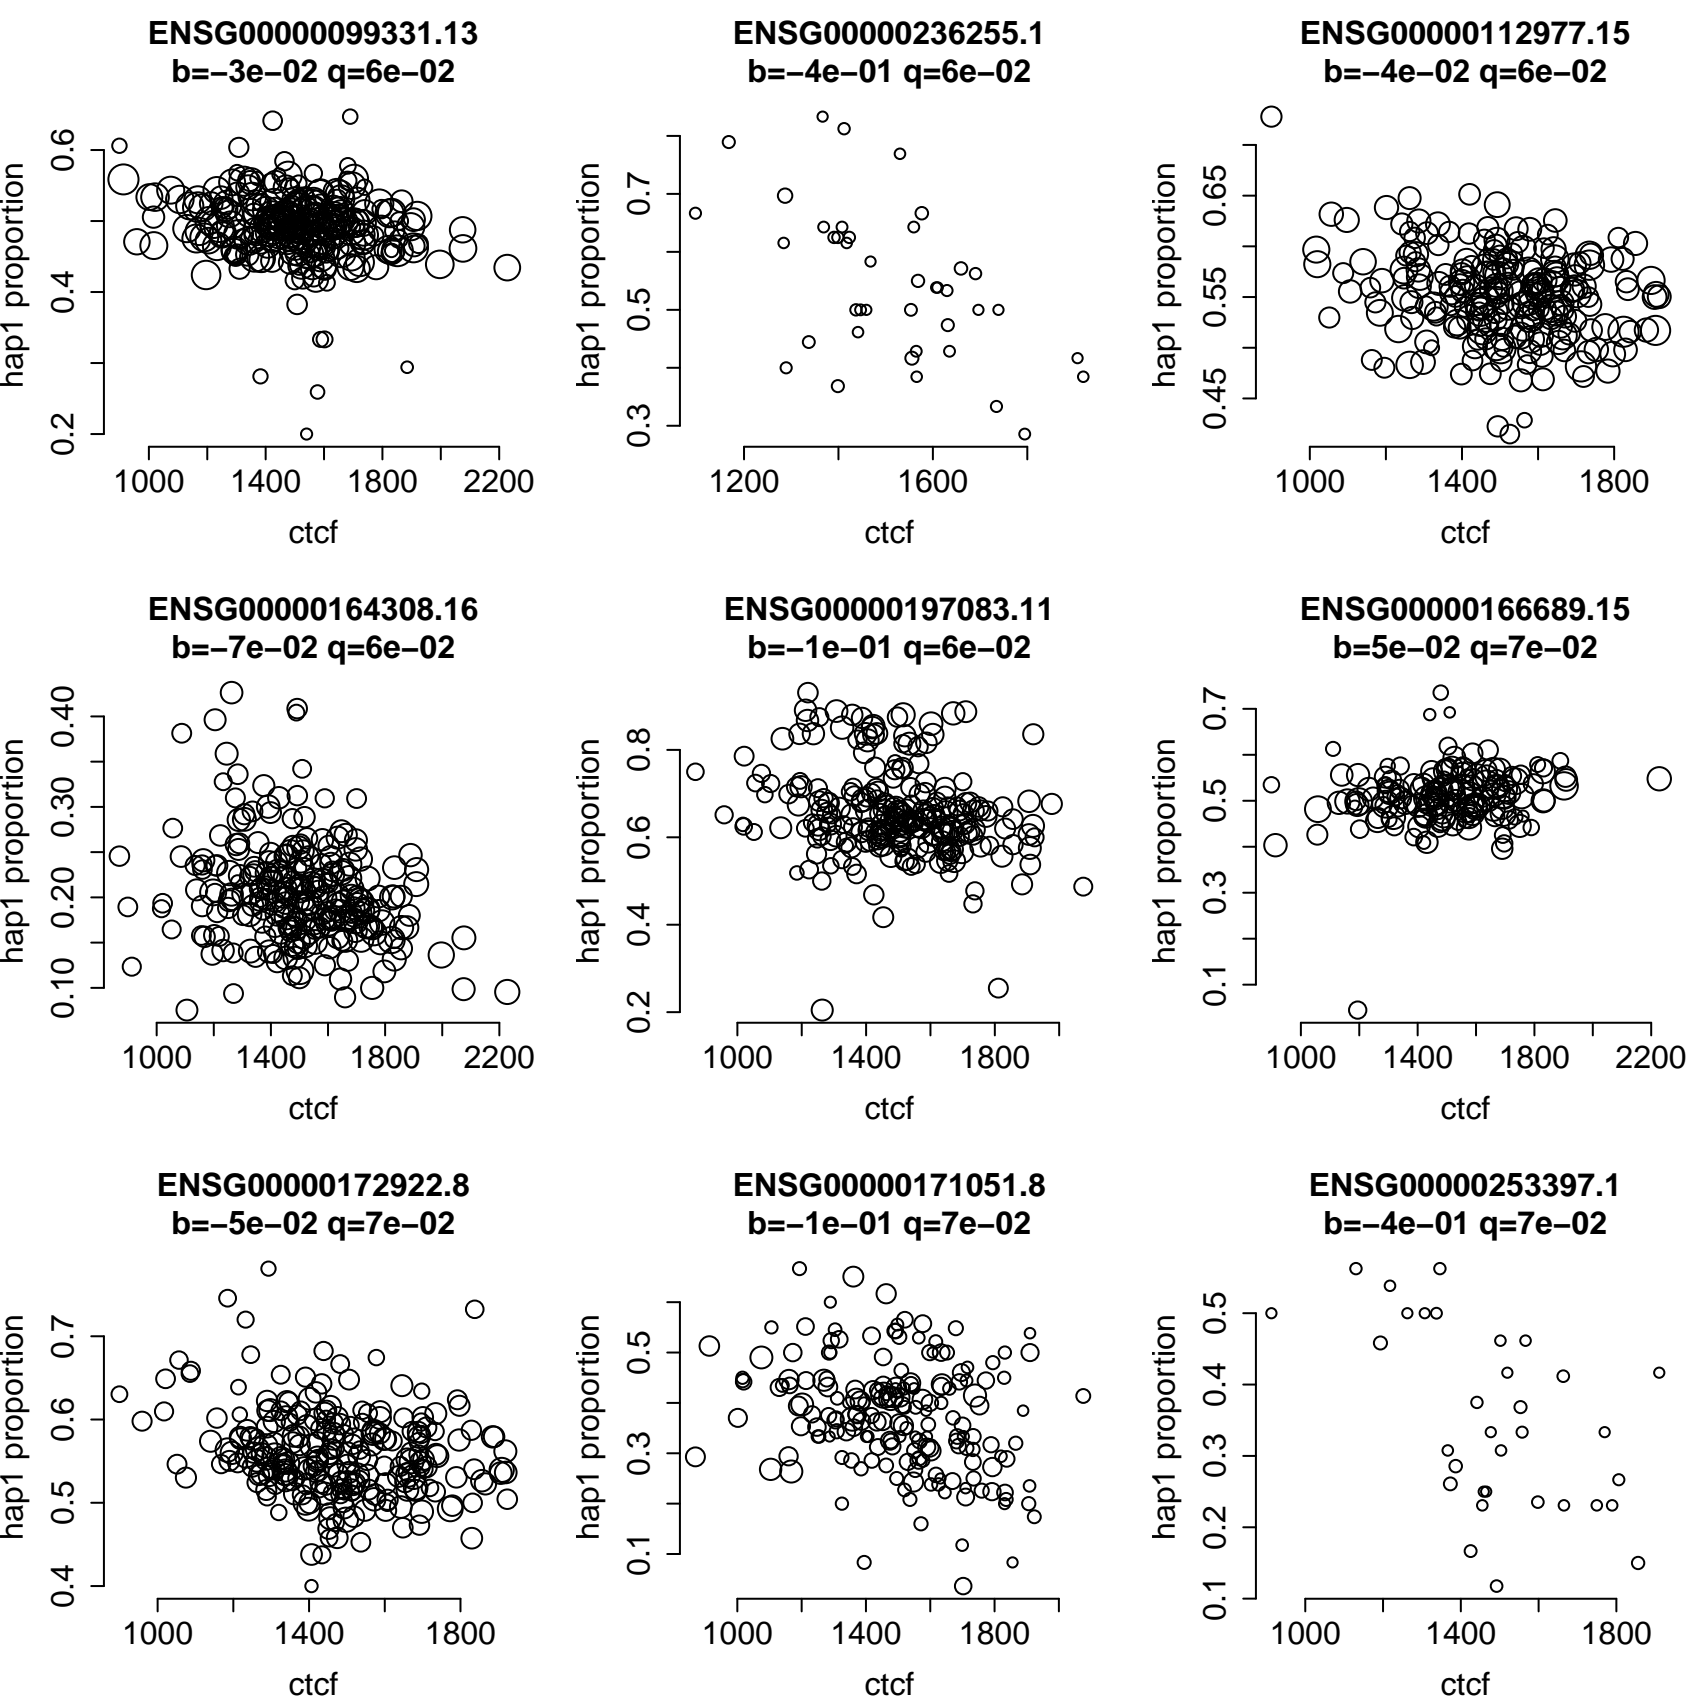 ENSG00000099331.13
b=−3e−02 q=6e−02
hap1 proportion
0.2 0.4 0.6
1000 1400 1800 2200
ctcf
ENSG00000236255.1
b=−4e−01 q=6e−02
hap1 proportion
0.3 0.5 0.7
1200 1600
ctcf
ENSG00000112977.15
b=−4e−02 q=6e−02
hap1 proportion
0.45 0.55 0.65
1000 1400 1800
ctcf
ENSG00000164308.16
b=−7e−02 q=6e−02
hap1 proportion
0.10 0.20 0.30 0.40
1000 1400 1800 2200
ctcf
ENSG00000197083.11
b=−1e−01 q=6e−02
hap1 proportion
0.2 0.4 0.6 0.8
1000 1400 1800
ctcf
ENSG00000166689.15
b=5e−02 q=7e−02
hap1 proportion
0.1 0.3 0.5 0.7
1000 1400 1800 2200
ctcf
ENSG00000172922.8
b=−5e−02 q=7e−02
hap1 proportion
0.4 0.5 0.6 0.7
1000 1400 1800
ctcf
ENSG00000171051.8
b=−1e−01 q=7e−02
hap1 proportion
0.1 0.3 0.5
1000 1400 1800
ctcf
ENSG00000253397.1
b=−4e−01 q=7e−02
hap1 proportion
0.1 0.2 0.3 0.4 0.5
1000 1400 1800
ctcf